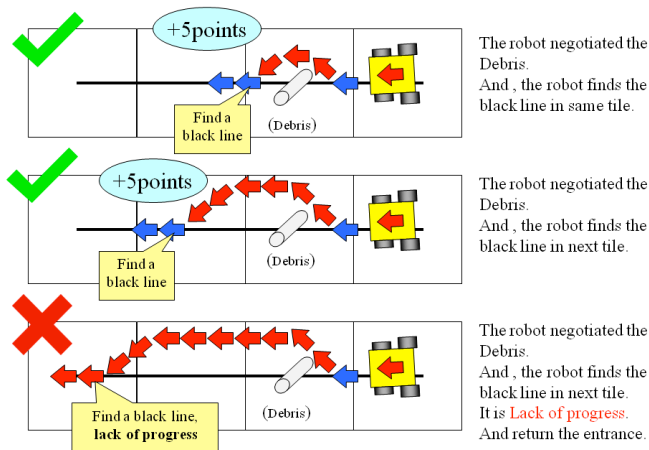 +5points
Find a
black line
(Debris)
The robot negotiated the
Debris.
And , the robot finds the
black line in same tile.
+5points
Find a
black line
(Debris)
The robot negotiated the
Debris.
And , the robot finds the
black line in next tile.
Find a black line,
lack of progress
(Debris)
The robot negotiated the
Debris.
And , the robot finds the
black line in next tile.
It is Lack of progress.
And return the entrance.